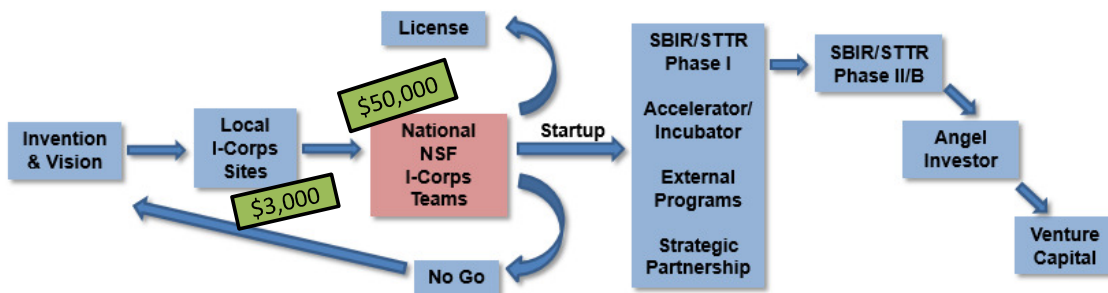 Invention
& Vision
Local
I-Corps
Sites
$3,000
$50,000
National
NSF
I-Corps
Teams
License
No Go
Startup
SBIR/STTR
Phase I
Accelerator/
Incubator
External
Programs
Strategic
Partnership
SBIR/STTR
Phase II/B
Angel
Investor
Venture
Capital